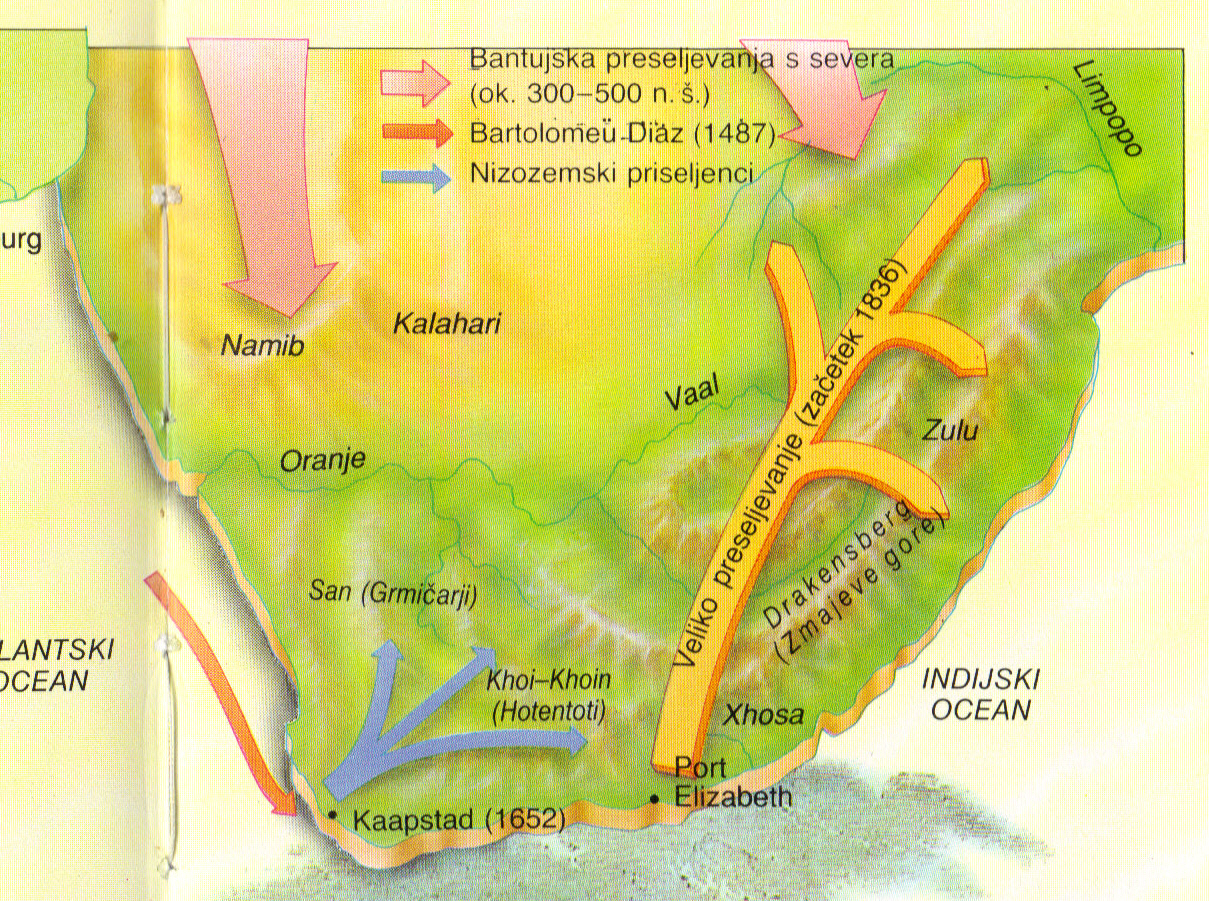 Bantujska preseljevanja s severa
(ok. 300–500 n. š.)
Bartolomeü Diaz (1487)
Nizozemski priseljenci
Limpopo
urg
Namib
Kalahari
Vaal
Oranje
Zulu
Veliko preseljevanje (začetek 1836)
Drakensberg
(Zmajeve gore)
San (Grmičarji)
LANTSKI
OCEAN
Khoi–Khoin
(Hotentoti)
Xhosa
INDIJSKI
OCEAN
Port
Elizabeth
Kaapstad (1652)